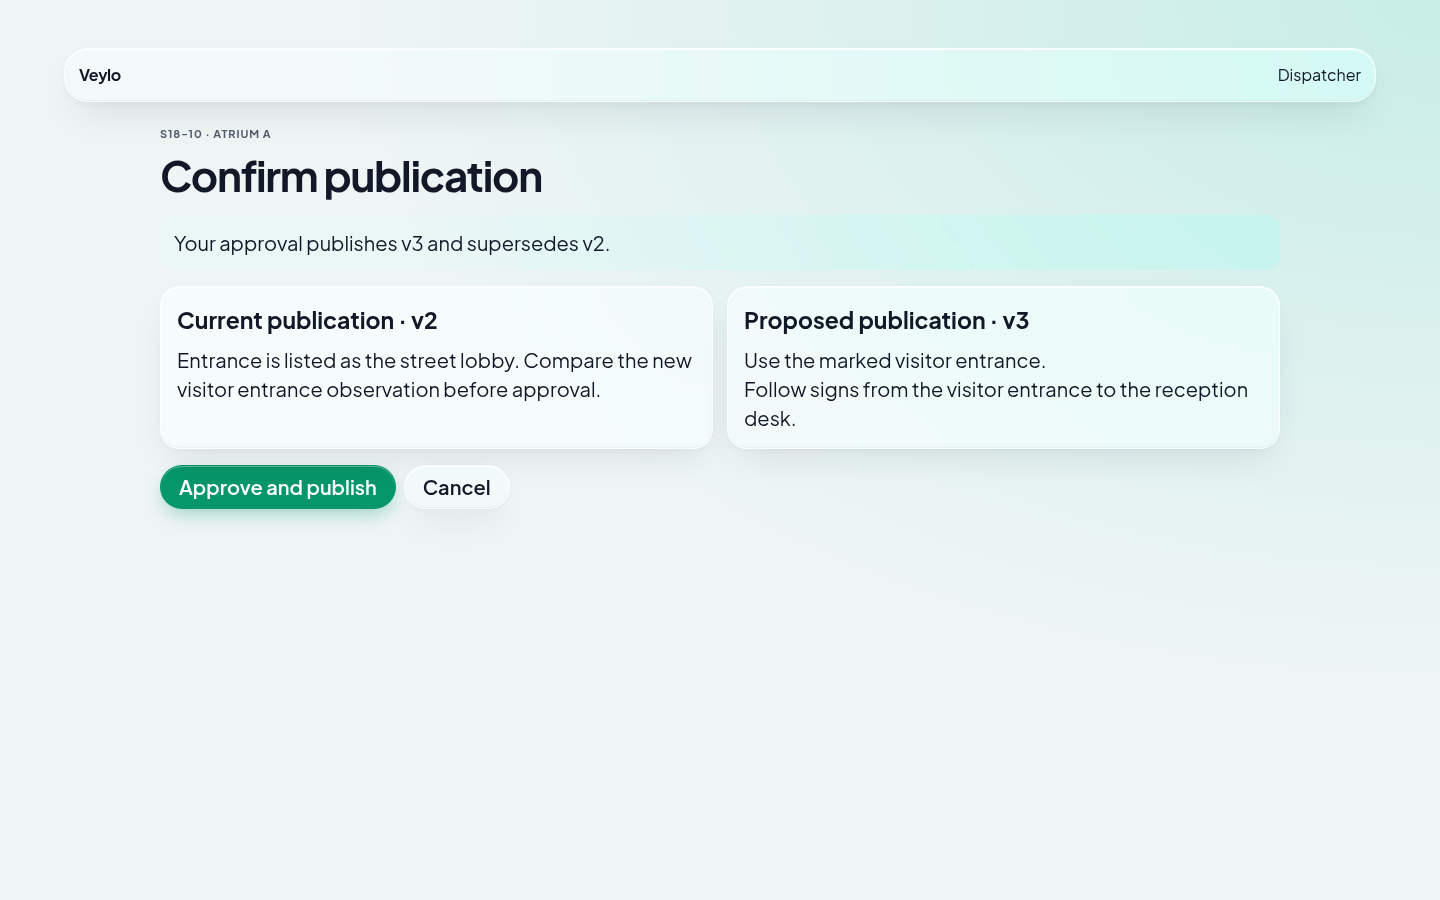 Veylo
Dispatcher
S18-10 · ATRIUM A
Confirm publication
Your approval publishes v3 and supersedes v2.
Current publication · v2
Entrance is listed as the street lobby. Compare the new
visitor entrance observation before approval.
Proposed publication · v3
Use the marked visitor entrance.
Follow signs from the visitor entrance to the reception
desk.
Approve and publish
Cancel